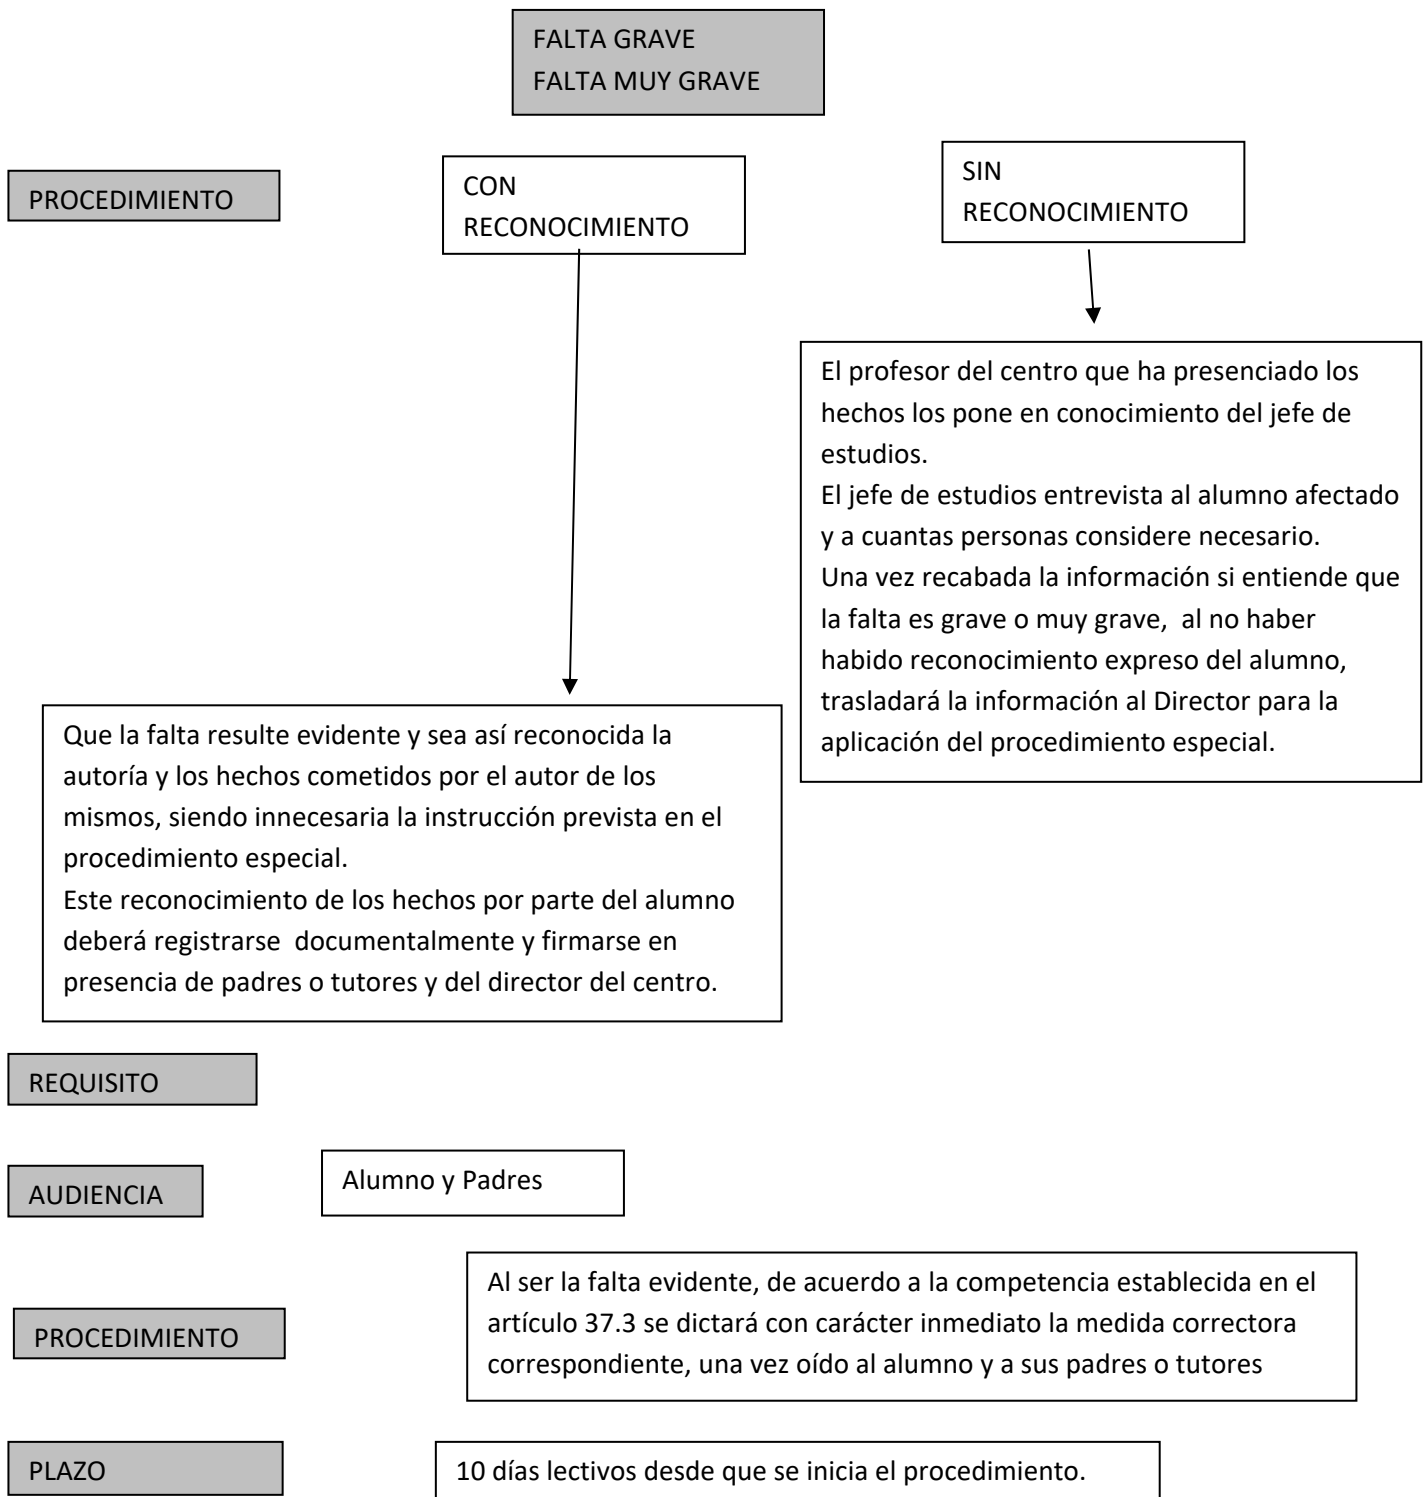 FALTA GRAVE
FALTA MUY GRAVE
PROCEDIMIENTO
CON
RECONOCIMIENTO
SIN
RECONOCIMIENTO
El profesor del centro que ha presenciado los
hechos los pone en conocimiento del jefe de
estudios.
El jefe de estudios entrevista al alumno afectado
y a cuantas personas considere necesario.
Una vez recabada la información si entiende que
la falta es grave o muy grave,  al no haber
habido reconocimiento expreso del alumno,
trasladará la información al Director para la
aplicación del procedimiento especial.
Que la falta resulte evidente y sea así reconocida la
autoría y los hechos cometidos por el autor de los
mismos, siendo innecesaria la instrucción prevista en el
procedimiento especial.
Este reconocimiento de los hechos por parte del alumno
deberá registrarse  documentalmente y firmarse en
presencia de padres o tutores y del director del centro.
REQUISITO
AUDIENCIA
Alumno y Padres
PROCEDIMIENTO
Al ser la falta evidente, de acuerdo a la competencia establecida en el
artículo 37.3 se dictará con carácter inmediato la medida correctora
correspondiente, una vez oído al alumno y a sus padres o tutores
PLAZO
10 días lectivos desde que se inicia el procedimiento.